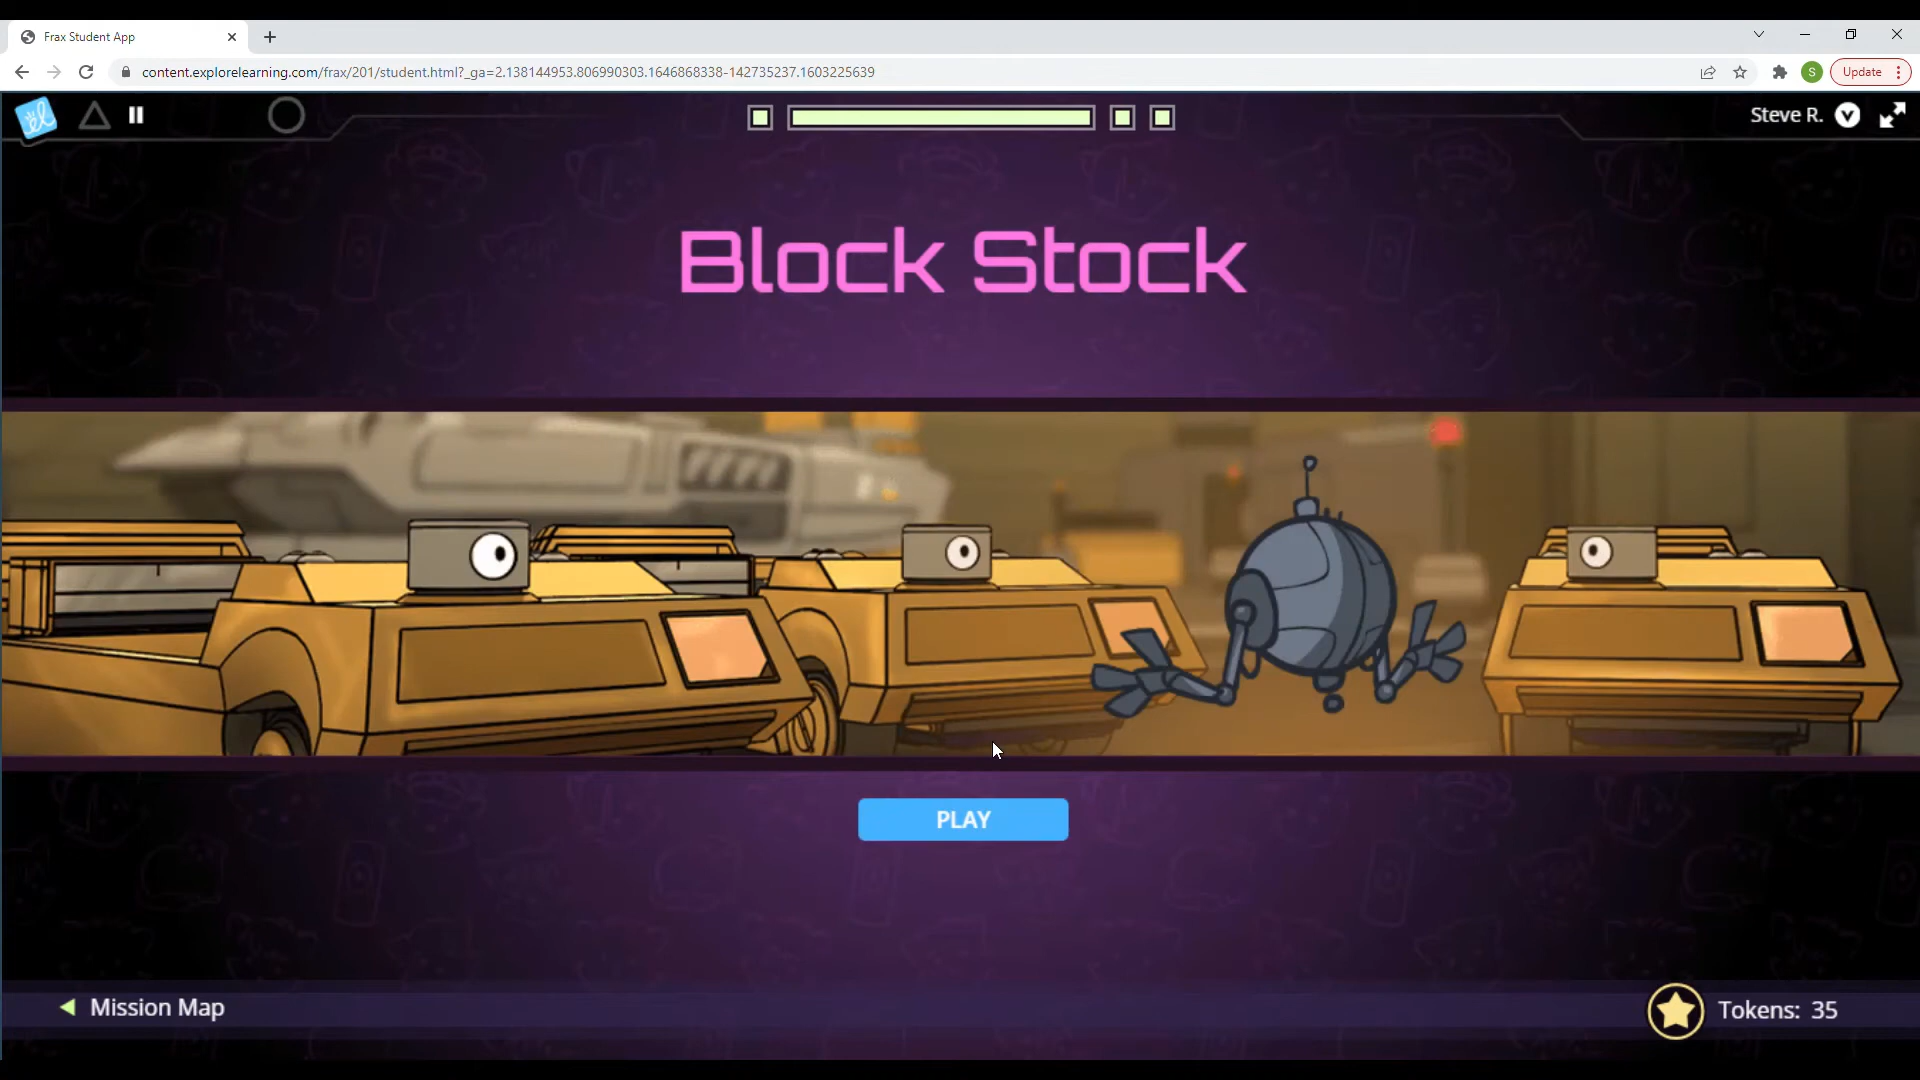 Frax Student App
content.explorelearning.com/frax/201/student.html?_ga=2.138144953.806990303.1646868338-142735237.1603225639
S
Update
el
Steve R.
Block Stock
PLAY
Mission Map
Tokens: 35